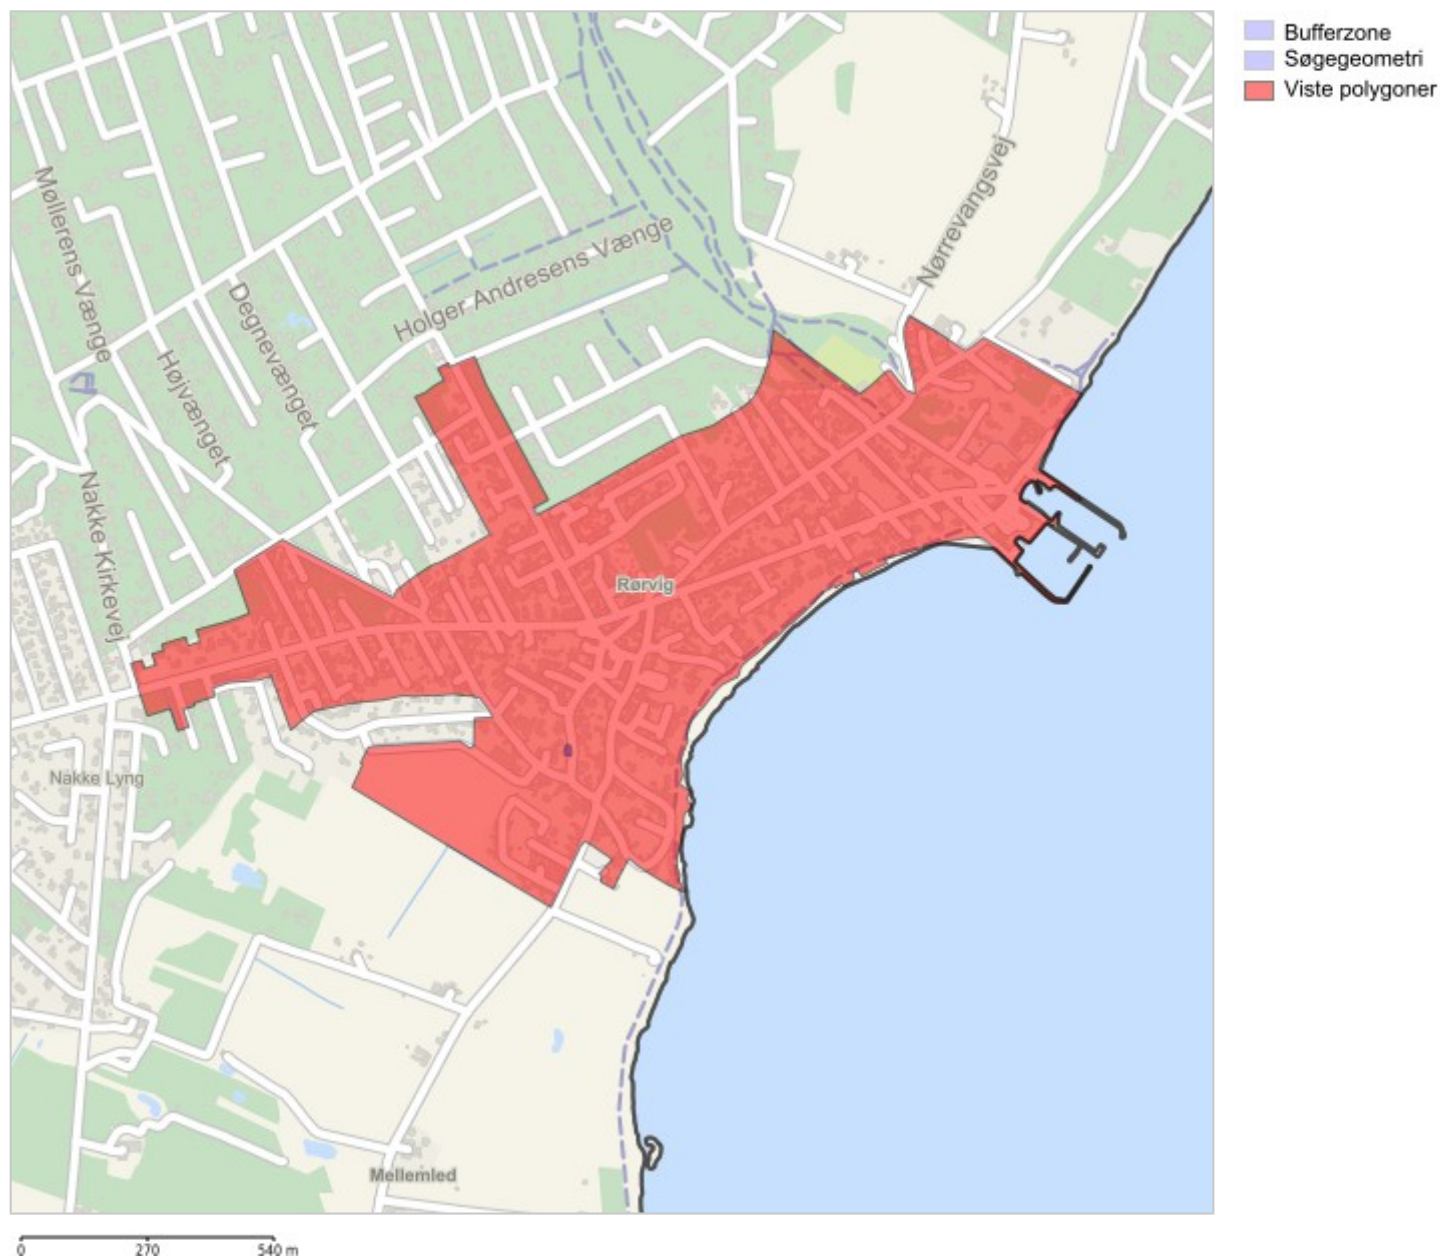 Bufferzone
Søgegeometri
Viste polygoner
Nørrevangsvej
Møllerens Vænge
Holger Andresens Vænge
Degnevænget
Højvænget
Nakke Kirkevej
Rørvig
Nakke Lyng
Mellemled
0 270 540 m